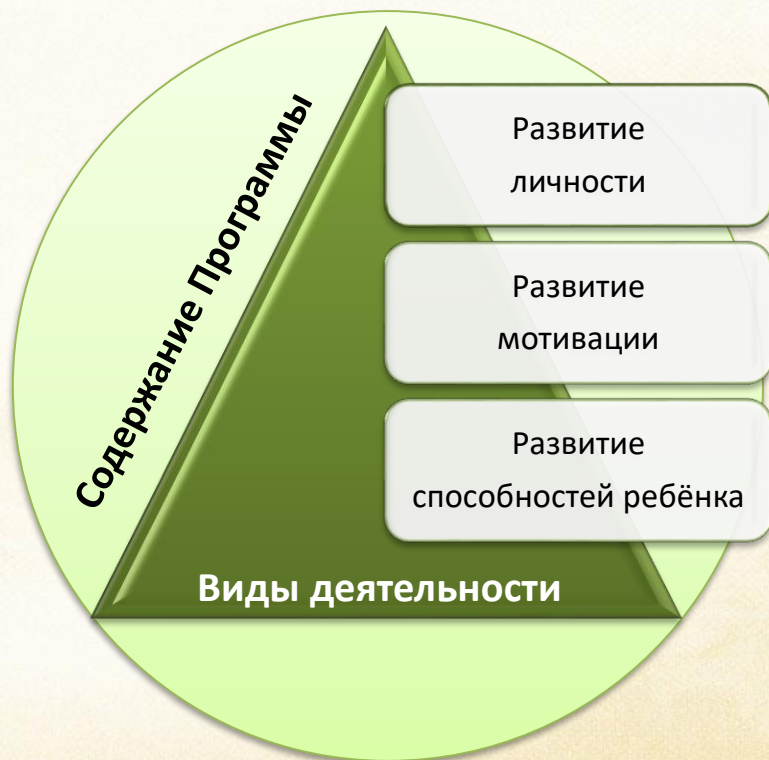 Содержание Программы
Развитие
личности
Развитие
мотивации
Развитие
способностей ребёнка
Виды деятельности